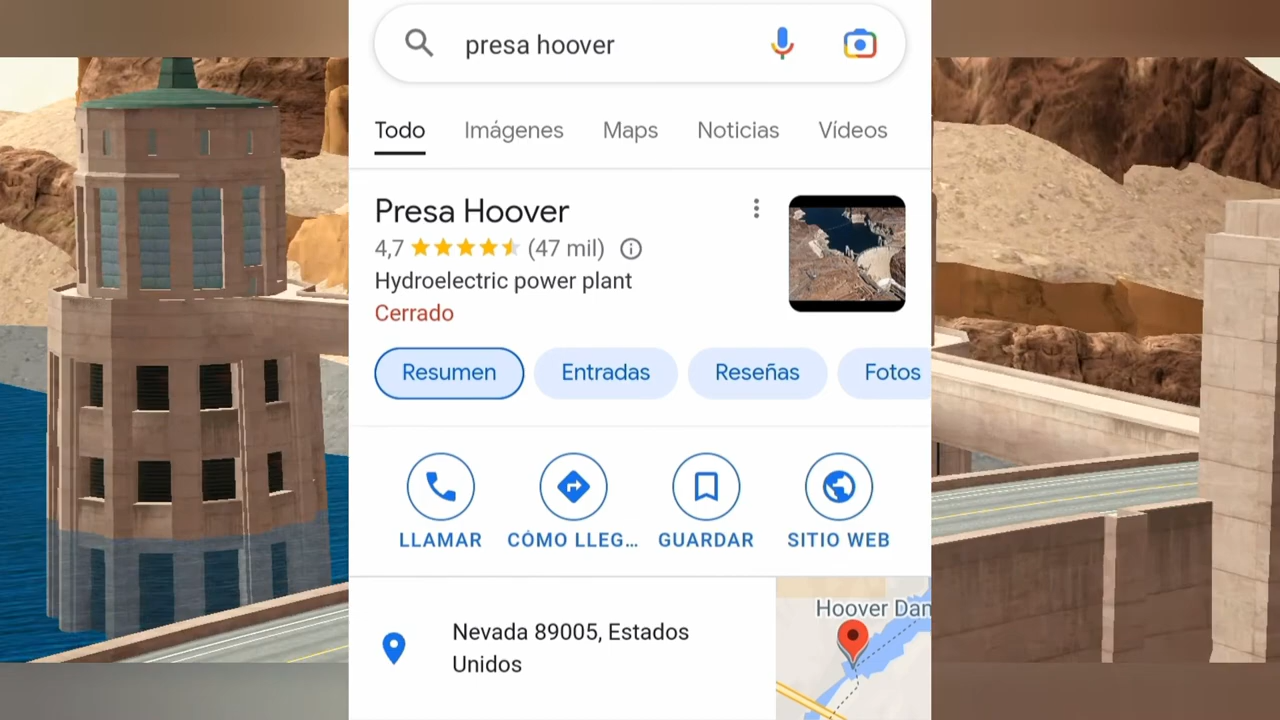 presa hoover
Todo Imágenes Maps Noticias Vídeos
Presa Hoover
4,7 (47 mil)
Hydroelectric power plant
Cerrado
Resumen Entradas Reseñas Fotos
LLAMAR CÓMO LLEG... GUARDAR SITIO WEB
Nevada 89005, Estados
Unidos
Hoover Dan